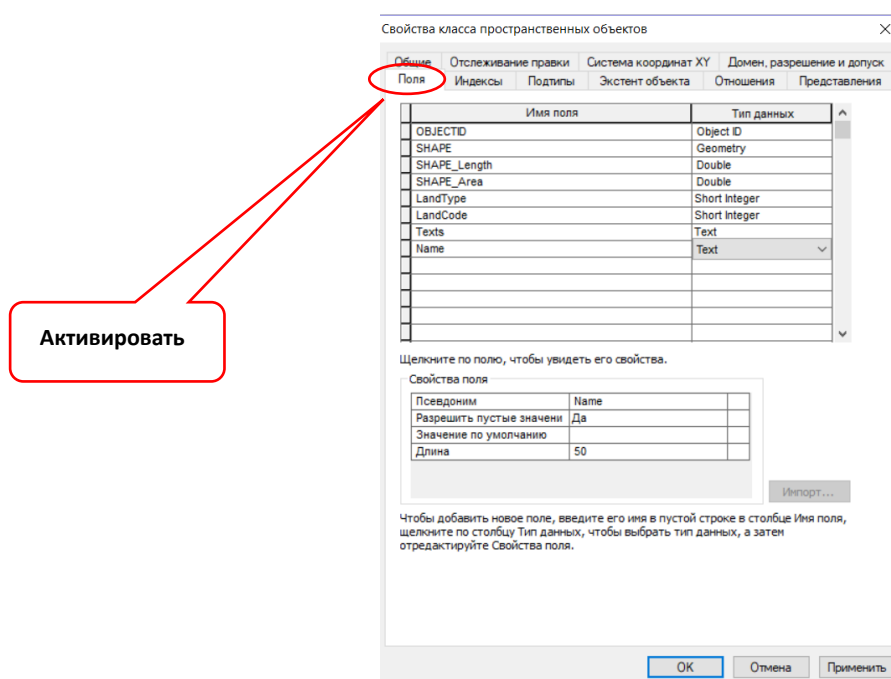 Свойства класса пространственных объектов
Общие Отслеживание правки Система координат XY Домен, разрешение и допуск
Поля Индексы Подтипы Экстент объекта Отношения Представления
Имя поля Тип данных
OBJECTID Object ID
SHAPE Geometry
SHAPE_Length Double
SHAPE_Area Double
LandType Short Integer
LandCode Short Integer
Texts Text
Name Text
Активировать
Щелкните по полю, чтобы увидеть его свойства.
Свойства поля
Псевдоним Name
Разрешить пустые значени Да
Значение по умолчанию
Длина 50
Импорт...
Чтобы добавить новое поле, введите его имя в пустой строке в столбце Имя поля,
щелкните по столбцу Тип данных, чтобы выбрать тип данных, а затем
отредактируйте Свойства поля.
OK Отмена Применить